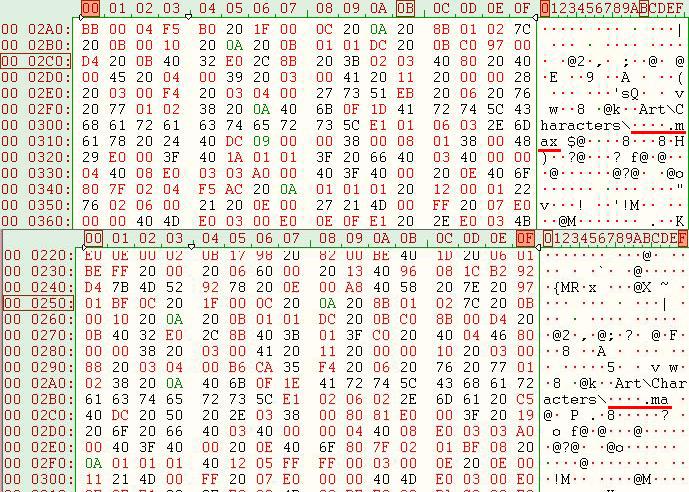 00 01 02 03 04 05 06 07 08 09 0A 0B 0C 0D 0E 0F 0123456789ABCDEF
00 02A0: BB 00 04 F5 B0 20 1F 00 0C 20 0A 20 8B 01 02 7C ···· ····· · ···|
00 02B0: 20 0B 00 10 20 0A 20 0B 01 01 DC 20 0B C0 97 00
00 02C0: D4 20 0B 40 32 E0 2C 8B 20 3B 02 03 40 20 00 40 · ·@2·,· ;··@ ·@
00 02D0: 00 45 20 04 00 39 20 03 00 41 20 11 20 00 00 28 ·E ··9 ··A · ··(
00 02E0: 20 03 00 F4 20 03 04 00 27 73 51 EB 20 06 20 76
00 02F0: 20 77 01 02 38 20 0A 40 6B 0F 1D 41 72 74 5C 43
00 0300: 68 61 72 61 63 74 65 72 73 5C E1 01 06 03 2E 6D haracters\····.m
00 0310: 61 78 20 24 40 DC 09 00 00 38 00 08 01 38 00 48 ax $@····8···8·H
00 0320: 29 E0 00 3F 40 1A 01 01 3F 20 66 40 03 40 00 00 )··?@···? f@·@··
00 0330: 04 40 08 E0 03 03 A0 00 40 3F 40 00 20 0E 40 6F ·@······@?@· ·@o
00 0340: 80 7F 02 04 F5 AC 20 0A 01 01 01 01 20 12 01 22
00 0350: 76 02 06 00 21 20 0E 00 27 21 4D 00 FF 20 07 E0
00 0360: 00 00 40 4D E0 03 00 E0 0E 0F E1 20 2E E0 03 4B
00 01 02 03 04 05 06 07 08 09 0A 0B 0C 0D 0E 0F 0123456789ABCDEF
00 0220: E0 0E 00 02 0B 17 98 20 82 00 BE 40 1D 20 06 01
00 0230: BE FF 20 00 20 06 60 00 20 13 40 96 08 1C B2 92
00 0240: D4 7B 4D 52 92 78 20 0E 00 A8 40 58 20 7E 20 97
00 0250: 01 BF 0C 20 1F 00 0C 20 0A 20 8B 01 02 7C 20 0B
00 0260: 00 10 20 0A 20 0B 01 01 DC 20 0B C0 8B 00 D4 20
00 0270: 0B 40 32 E0 2C 8B 40 3B 01 3F C0 20 40 04 46 80
00 0280: 00 00 38 20 03 00 41 20 11 20 00 00 10 20 03 00
00 0290: 88 20 03 04 00 B6 CA 35 F4 20 06 20 76 20 77 01
00 02A0: 02 38 20 0A 40 6B 0F 1E 41 72 74 5C 43 68 61 72 ·8 ·@k··Art\Char
00 02B0: 61 63 74 65 72 73 5C E1 02 06 02 2E 6D 61 20 C5
00 02C0: 40 DC 20 50 20 2E 03 38 00 80 81 E0 00 3F 20 19
00 02D0: 20 6F 20 66 40 03 40 00 00 04 40 08 E0 03 03 A0
00 02E0: 00 40 3F 40 00 20 0E 40 6F 80 7F 02 01 BF 08 20
00 02F0: 0A 01 01 01 40 12 05 FF FF 00 03 00 0E 20 0E 00
00 0300: 11 21 4D 00 FF 20 07 E0 00 00 40 4D E0 03 00 E0